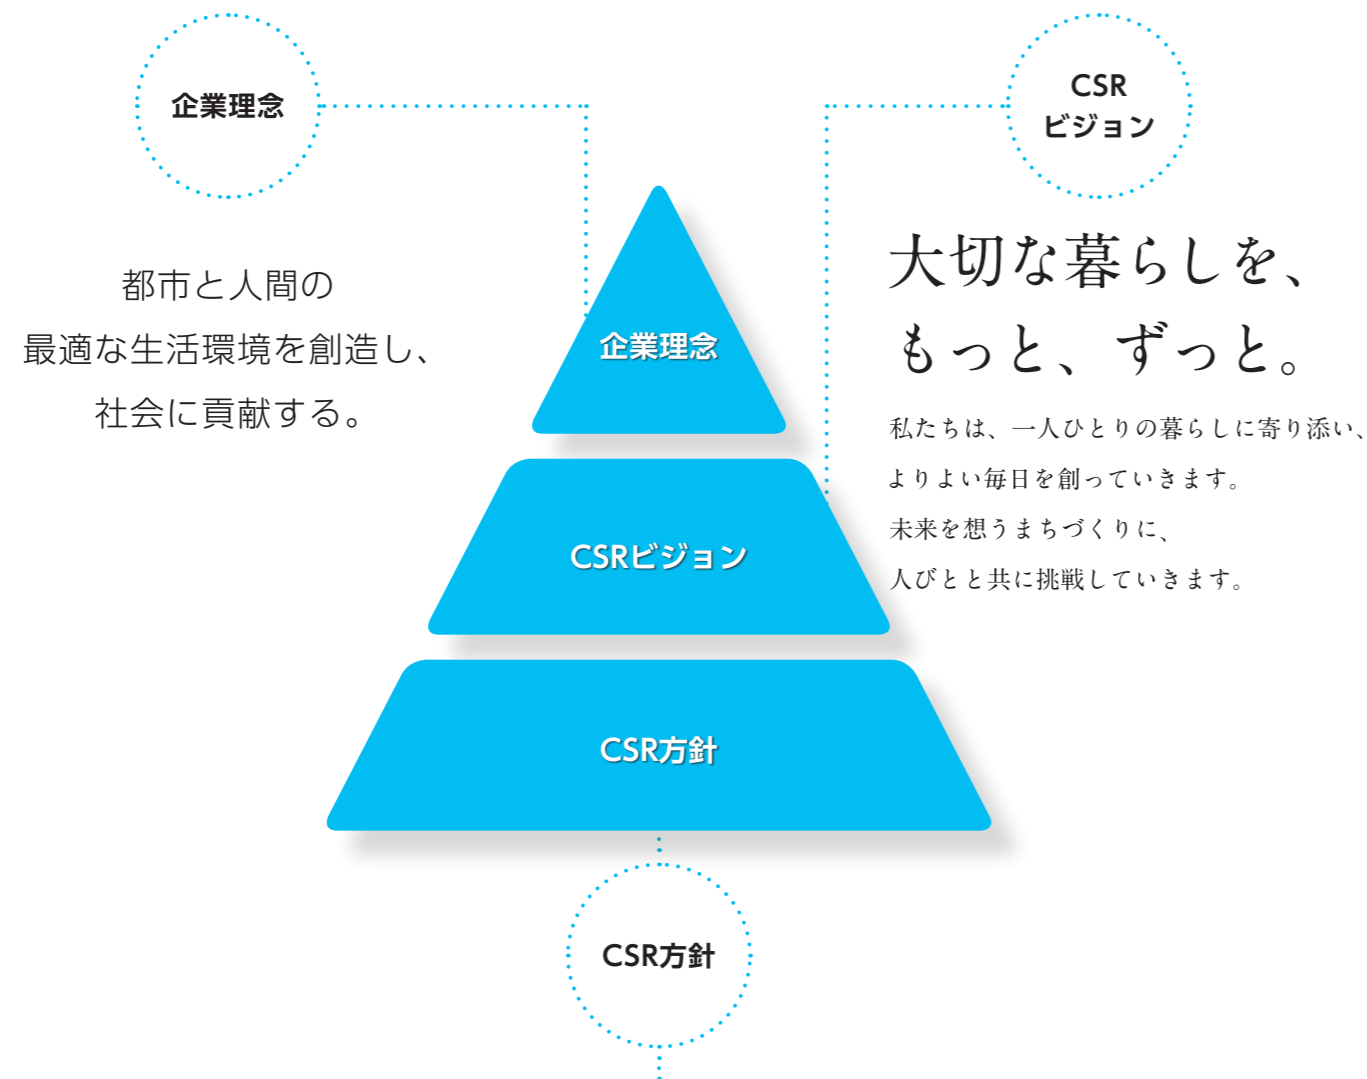 企業理念
都市と人間の
最適な生活環境を創造し、
社会に貢献する。
CSR
ビジョン
大切な暮らしを、
もっと、ずっと。
私たちは、一人ひとりの暮らしに寄り添い、
よりよい毎日を創っていきます。
未来を想うまちづくりに、
人びとと共に挑戦していきます。
企業理念
CSRビジョン
CSR方針
CSR方針